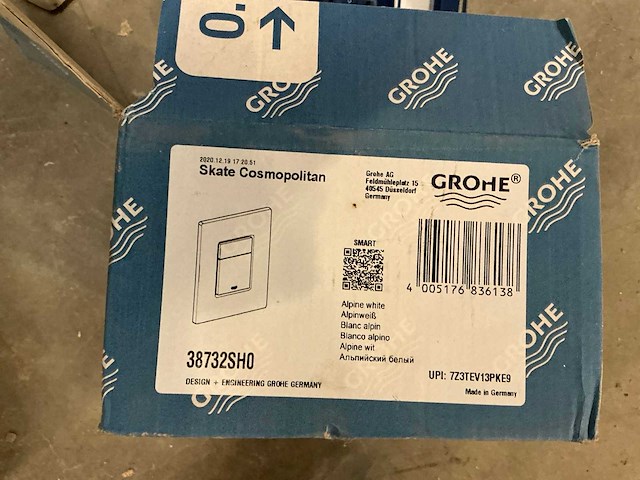 0.
GROHE
GROHE
GROHE
GROHE
2020.12.19 17 20.51
Skate Cosmopolitan
Grohe AG
Feldmühleplatz 15
40545 Düsseldorf
Germany
GROHE®
SMART
4 005176 836138
Alpine white
Alpinweiß
Blanc alpin
Blanco alpino
Alpine wit
Альпийский белый
38732SH0
UPI: 7Z3TEV13PKE9
DESIGN + ENGINEERING GROHE GERMANY
Made in Germany
GROHE
GROHE
GROHE